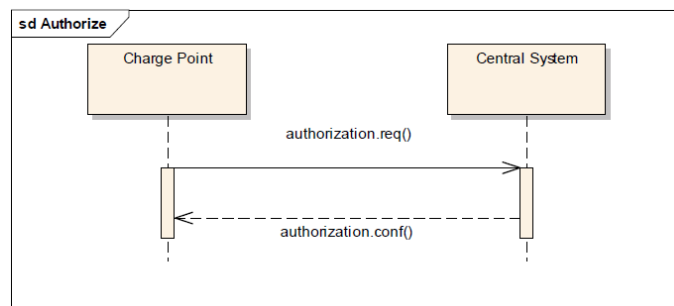 sd Authorize
Charge Point
Central System
authorization.req()
authorization.conf()